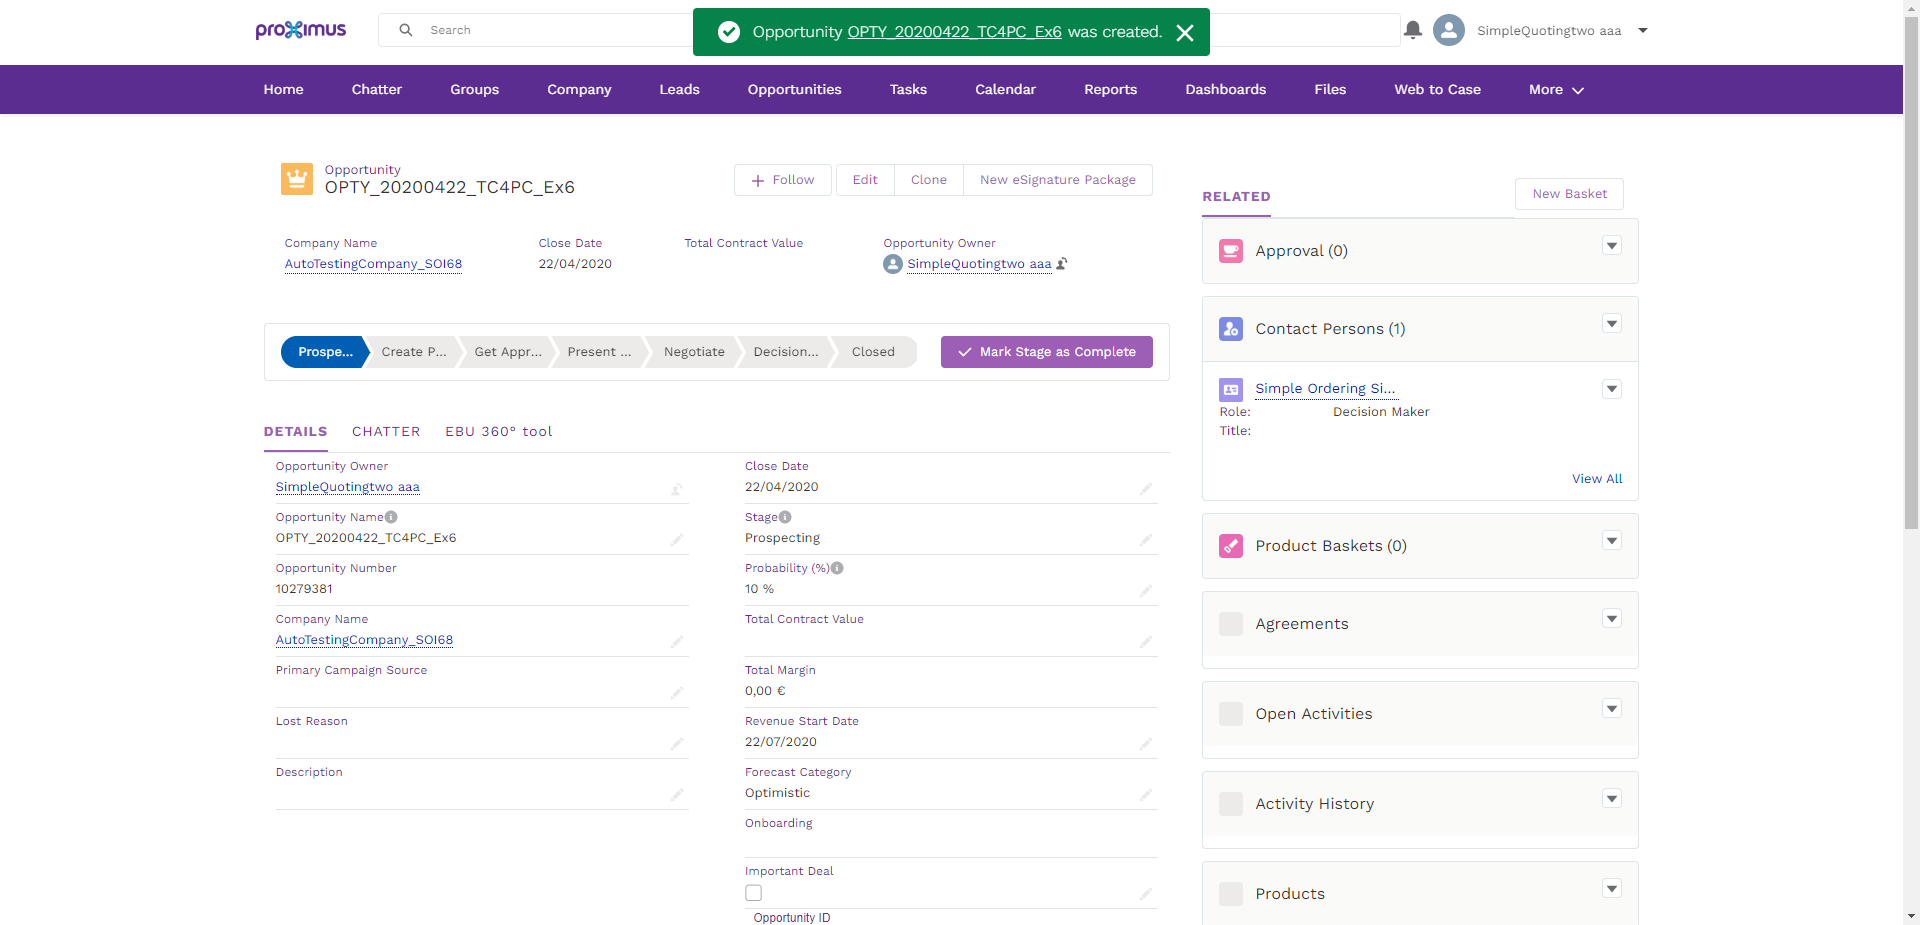 proximus
Search
Opportunity OPTY_20200422_TC4PC_Ex6 was created.
SimpleQuotingtwo aaa
Home
Chatter
Groups
Company
Leads
Opportunities
Tasks
Calendar
Reports
Dashboards
Files
Web to Case
More
Opportunity
OPTY_20200422_TC4PC_Ex6
Follow
Edit
Clone
New eSignature Package
Company Name
AutoTestingCompany_SOI68
Close Date
22/04/2020
Total Contract Value
Opportunity Owner
SimpleQuotingtwo aaa
Prospe...
Create P...
Get Appr...
Present ...
Negotiate
Decision...
Closed
Mark Stage as Complete
DETAILS
CHATTER
EBU 360° tool
Opportunity Owner
SimpleQuotingtwo aaa
Opportunity Name
OPTY_20200422_TC4PC_Ex6
Opportunity Number
10279381
Company Name
AutoTestingCompany_SOI68
Primary Campaign Source
Lost Reason
Description
Close Date
22/04/2020
Stage
Prospecting
Probability (%)
10 %
Total Contract Value
Total Margin
0,00 €
Revenue Start Date
22/07/2020
Forecast Category
Optimistic
Onboarding
Important Deal
Opportunity ID
RELATED
New Basket
Approval (0)
Contact Persons (1)
Simple Ordering Si...
Role: Decision Maker
Title:
View All
Product Baskets (0)
Agreements
Open Activities
Activity History
Products